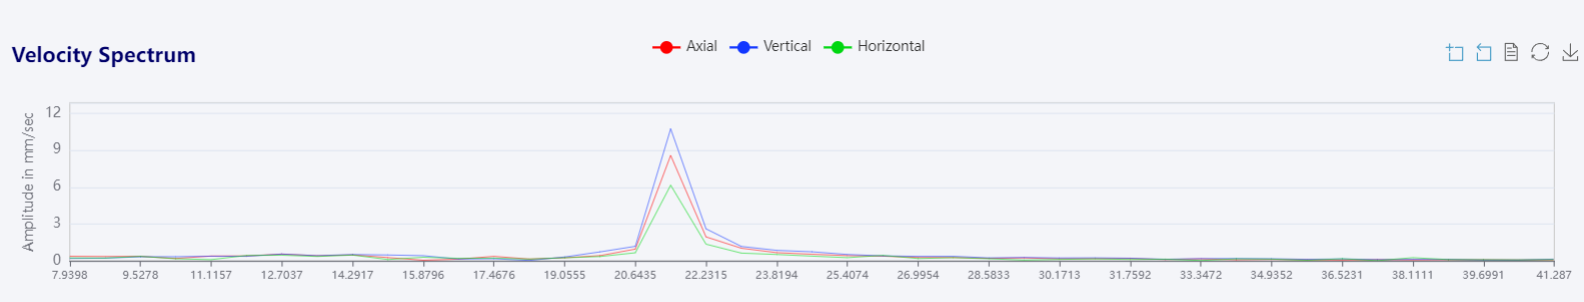 Velocity Spectrum
Axial Vertical Horizontal
Amplitude in mm/sec
12
9
6
3
0
7.9398 9.5278 11.1157 12.7037 14.2917 15.8796 17.4676 19.0555 20.6435 22.2315 23.8194 25.4074 26.9954 28.5833 30.1713 31.7592 33.3472 34.9352 36.5231 38.1111 39.6991 41.287